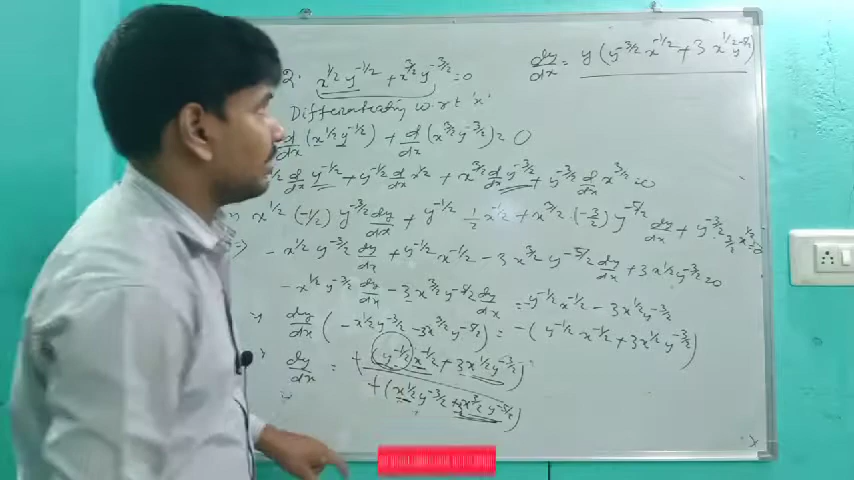 2. x^{1/2} y^{-1/2} + x^{3/2} y^{-3/2} = 0
dy/dx = y ( y^{-3/2} x^{-1/2} + 3 x^{1/2} y^{-5/2} )
Differentiating w.r.t 'x'
d/dx (x^{1/2} y^{-1/2}) + d/dx (x^{3/2} y^{-3/2}) = 0
d/dx y^{-1/2} + y^{-1/2} d/dx x^{1/2} + x^{3/2} d/dx y^{-3/2} + y^{-3/2} d/dx x^{3/2} = 0
x^{1/2} (-1/2) y^{-3/2} dy/dx + y^{-1/2} 1/2 x^{-1/2} + x^{3/2} · (-3/2) y^{-5/2} dy/dx + y^{-3/2} · 3/2 x^{1/2} = 0
- x^{1/2} y^{-3/2} dy/dx + y^{-1/2} x^{-1/2} - 3 x^{3/2} y^{-5/2} dy/dx + 3 x^{1/2} y^{-3/2} = 0
- x^{1/2} y^{-3/2} dy/dx - 3 x^{3/2} y^{-5/2} dy/dx = - y^{-1/2} x^{-1/2} - 3 x^{1/2} y^{-3/2}
dy/dx ( - x^{1/2} y^{-3/2} - 3 x^{3/2} y^{-5/2} ) = - ( y^{-1/2} x^{-1/2} + 3 x^{1/2} y^{-3/2} )
dy/dx = + ( y^{-1/2} x^{-1/2} + 3 x^{1/2} y^{-3/2} )
+ ( x^{1/2} y^{-3/2} + 3 x^{3/2} y^{-5/2} )